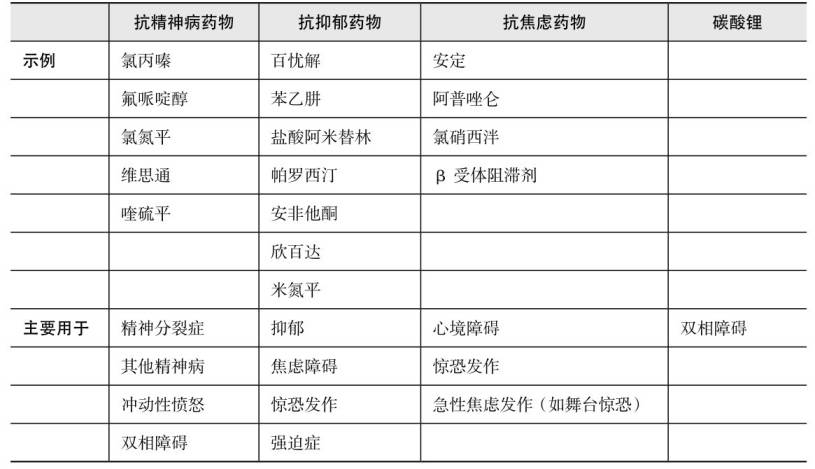 抗精神病药物 抗抑郁药物 抗焦虑药物 碳酸锂
示例 氯丙嗪 百忧解 安定
氟哌啶醇 苯乙肼 阿普唑仑
氯氮平 盐酸阿米替林 氯硝西泮
维思通 帕罗西汀 β 受体阻滞剂
喹硫平 安非他酮
欣百达
米氮平
主要用于 精神分裂症 抑郁 心境障碍 双相障碍
其他精神病 焦虑障碍 惊恐发作
冲动性愤怒 惊恐发作 急性焦虑发作（如舞台惊恐）
双相障碍 强迫症